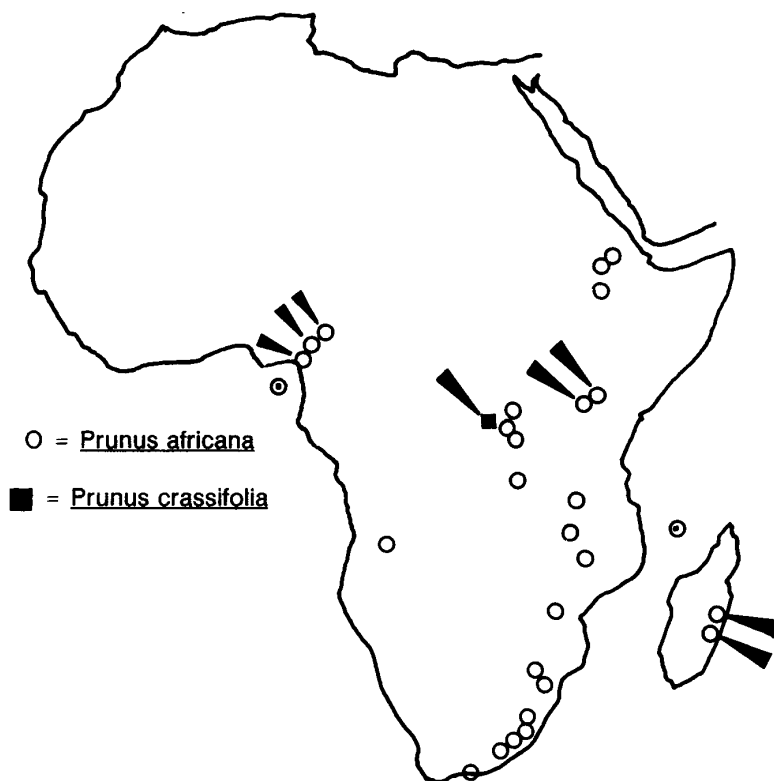 O = Prunus africana
■ = Prunus crassifolia